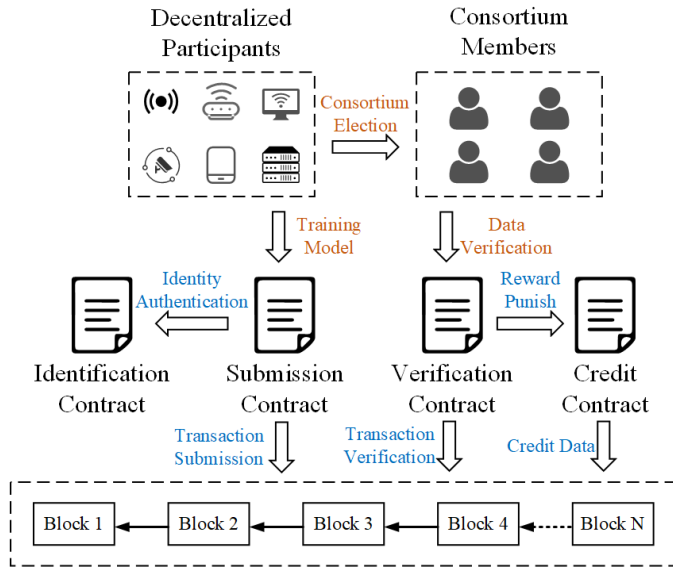 Decentralized
Participants
Consortium
Members
Consortium
Election
Training
Model
Data
Verification
Identity
Authentication
Reward
Punish
Identification
Contract
Submission
Contract
Verification
Contract
Credit
Contract
Transaction
Submission
Transaction
Verification
Credit Data
Block 1
Block 2
Block 3
Block 4
Block N